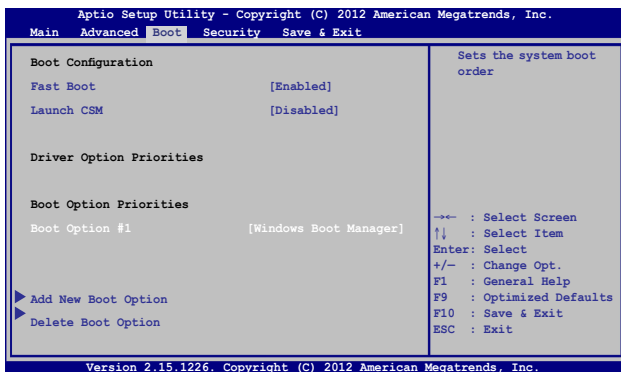 Aptio Setup Utility - Copyright (C) 2012 American Megatrends, Inc.
Main Advanced Boot Security Save & Exit
Boot Configuration
Fast Boot [Enabled]
Launch CSM [Disabled]
Driver Option Priorities
Boot Option Priorities
Boot Option #1 [Windows Boot Manager]
Add New Boot Option
Delete Boot Option
Sets the system boot
order
→← : Select Screen
↑↓ : Select Item
Enter: Select
+/— : Change Opt.
F1 : General Help
F9 : Optimized Defaults
F10 : Save & Exit
ESC : Exit
Version 2.15.1226. Copyright (C) 2012 American Megatrends, Inc.